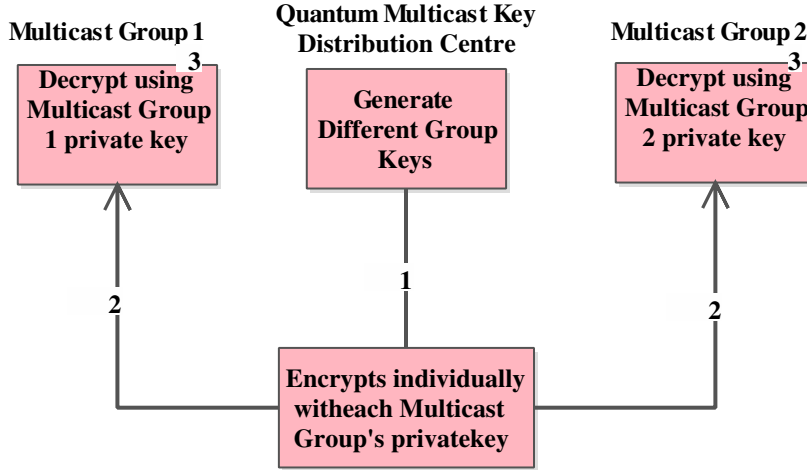 Multicast Group 1
Quantum Multicast Key
Distribution Centre
Multicast Group 2
3
Decrypt using
Multicast Group
1 private key
Generate
Different Group
Keys
3
Decrypt using
Multicast Group
2 private key
2
1
2
Encrypts individually
witheach Multicast
Group's privatekey